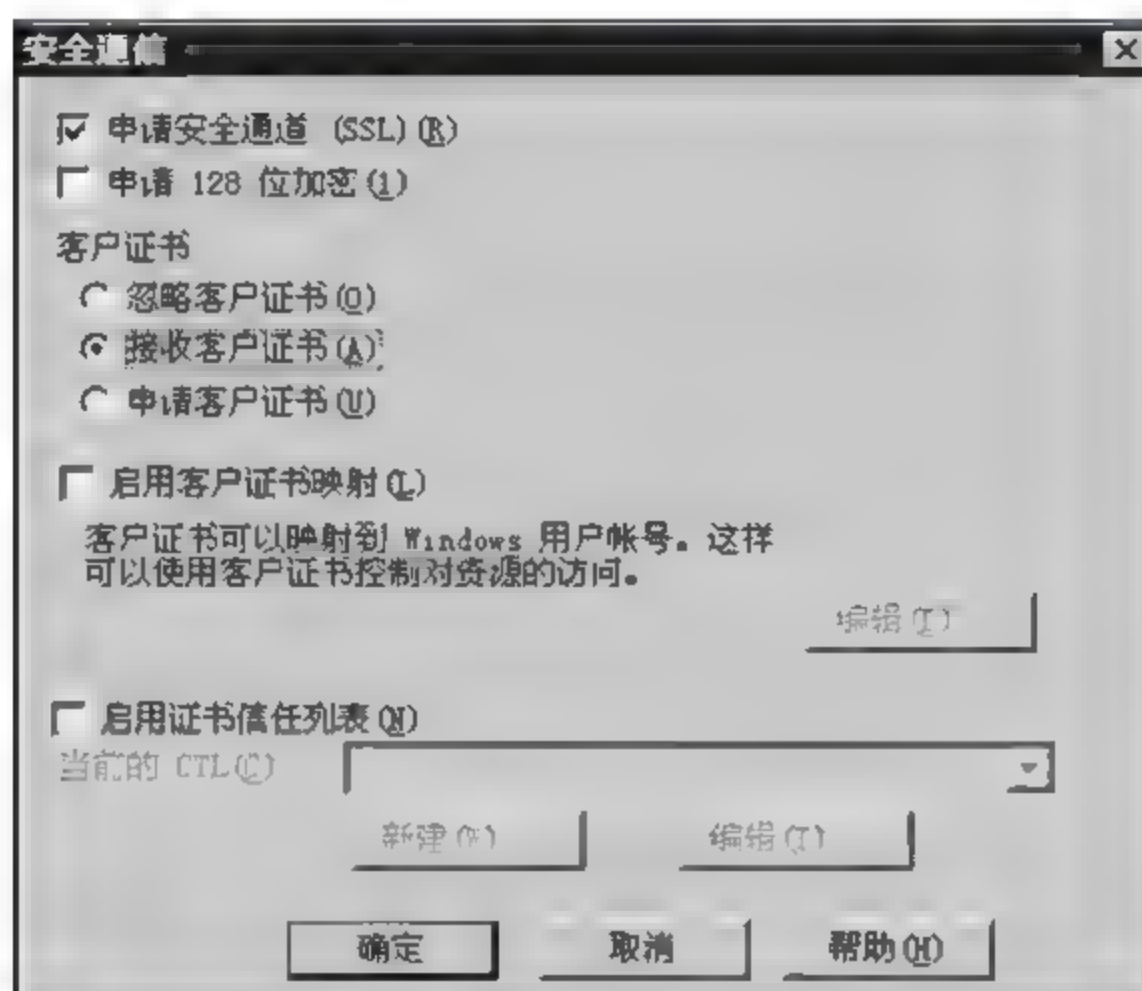 安全通信
申请安全通道 (SSL)(R)
申请 128 位加密(1)
客户证书
忽略客户证书(O)
接收客户证书(A)
申请客户证书(U)
启用客户证书映射(L)
客户证书可以映射到 Windows 用户帐号。这样
可以使用客户证书控制对资源的访问。
编辑(I)
启用证书信任列表(N)
当前的 CTL(C)
新建(W) 编辑(T)
确定 取消 帮助(H)